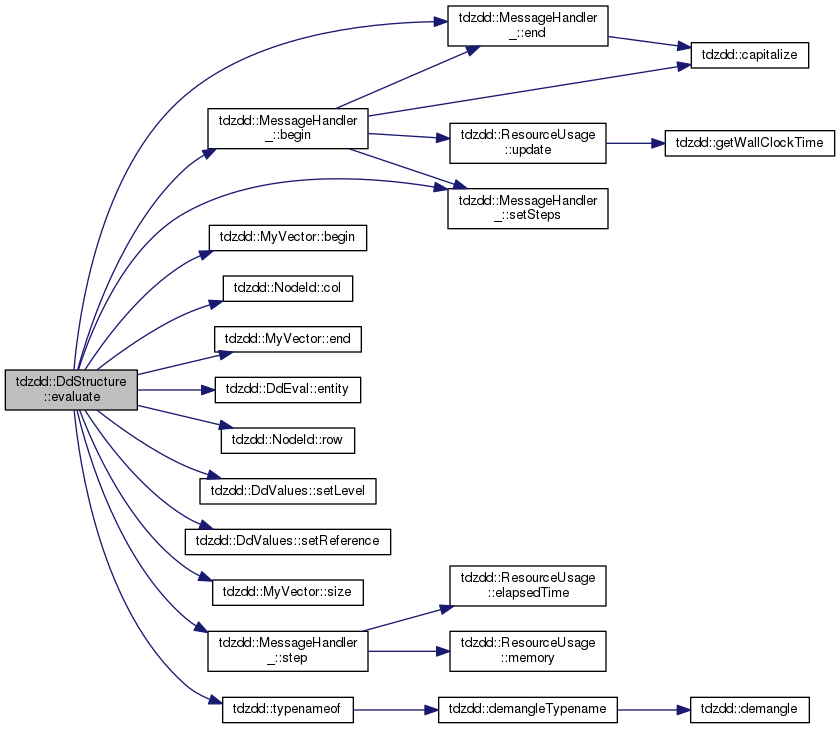 tdzdd::MessageHandler
_::end
tdzdd::capitalize
tdzdd::MessageHandler
_::begin
tdzdd::ResourceUsage
::update
tdzdd::getWallClockTime
tdzdd::MessageHandler
_::setSteps
tdzdd::MyVector::begin
tdzdd::NodeId::col
tdzdd::MyVector::end
tdzdd::DdStructure
::evaluate
tdzdd::DdEval::entity
tdzdd::NodeId::row
tdzdd::DdValues::setLevel
tdzdd::DdValues::setReference
tdzdd::MyVector::size
tdzdd::ResourceUsage
::elapsedTime
tdzdd::MessageHandler
_::step
tdzdd::ResourceUsage
::memory
tdzdd::typenameof
tdzdd::demangleTypename
tdzdd::demangle